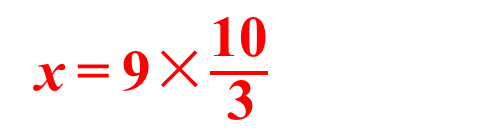 x = 9 × 10/3